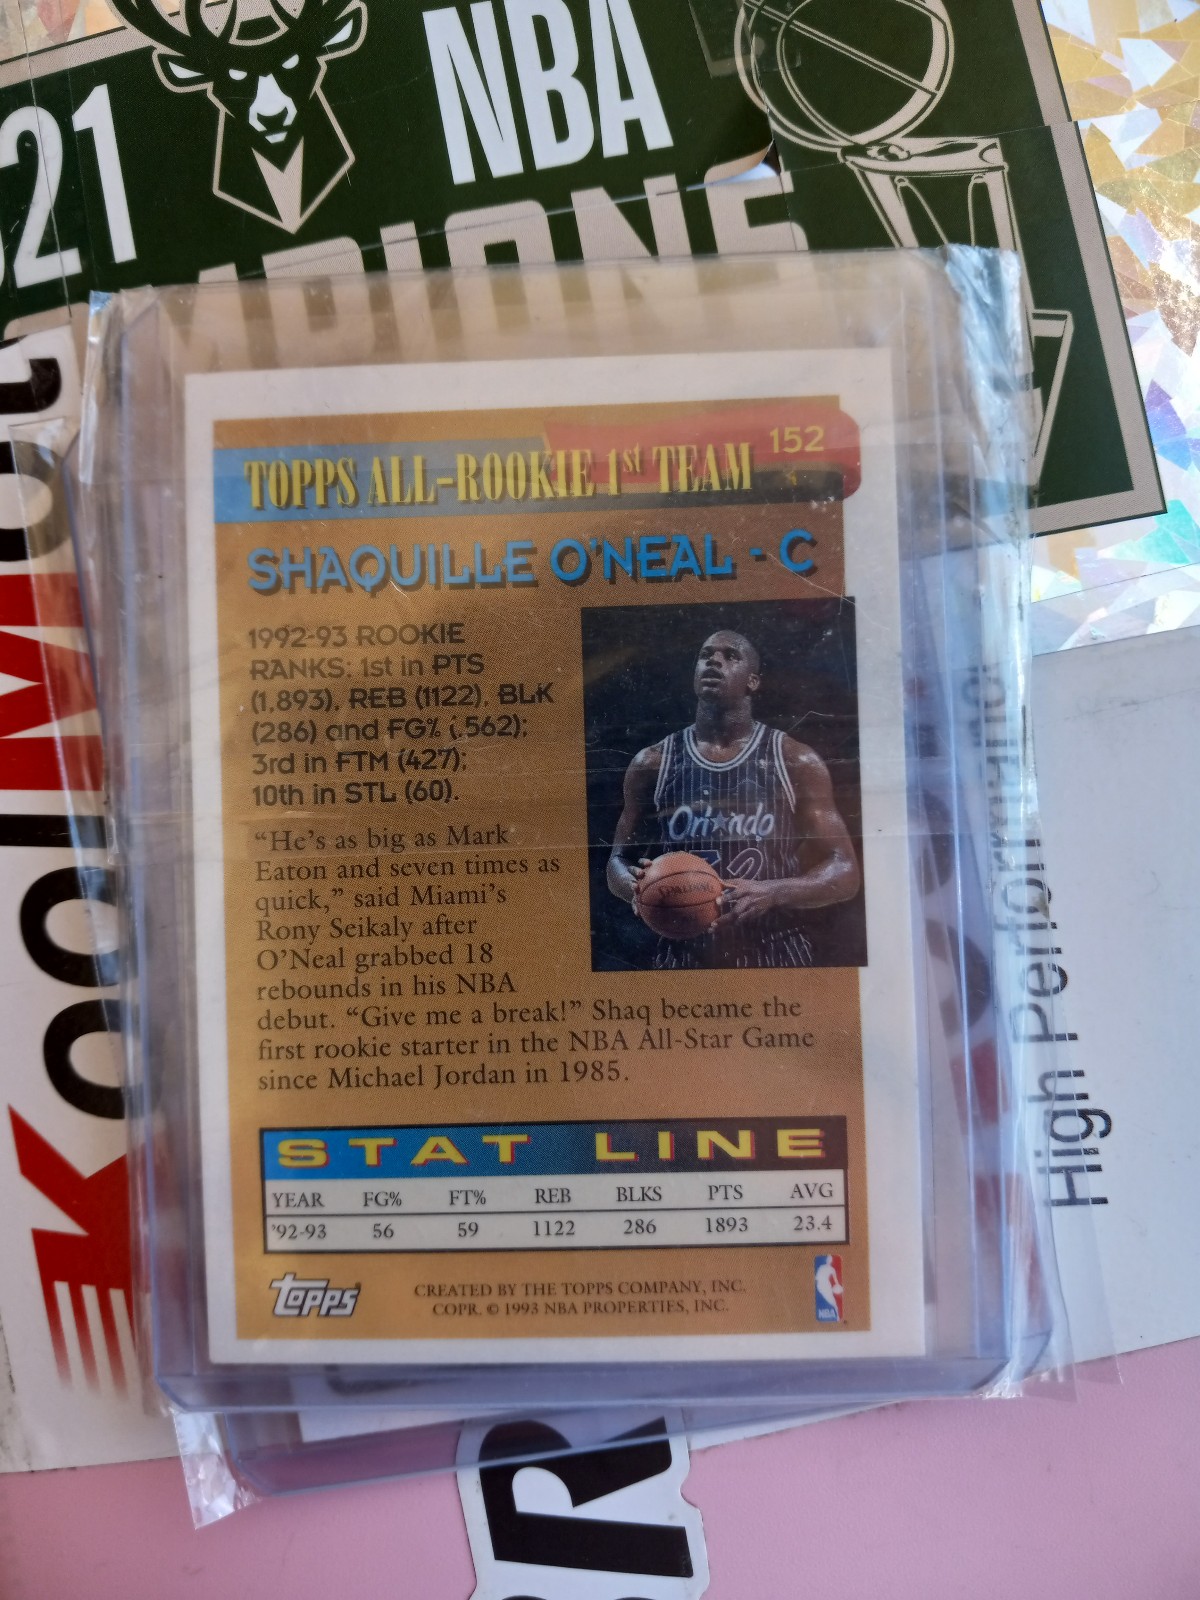 21
NBA
152
TOPPS ALL-ROOKIE 1st TEAM
SHAQUILLE O'NEAL - C
1992-93 ROOKIE
RANKS: 1st in PTS
(1,893), REB (1122), BLK
(286) and FG% (.562);
3rd in FTM (427);
10th in STL (60).
Orlando
32
SPALDING
"He's as big as Mark
Eaton and seven times as
quick," said Miami's
Rony Seikaly after
O'Neal grabbed 18
rebounds in his NBA
debut. "Give me a break!" Shaq became the
first rookie starter in the NBA All-Star Game
since Michael Jordan in 1985.
STAT LINE
YEAR FG% FT% REB BLKS PTS AVG
'92-93 56 59 1122 286 1893 23.4
Topps
CREATED BY THE TOPPS COMPANY, INC.
COPR. © 1993 NBA PROPERTIES, INC.
NBA
High Performance
R